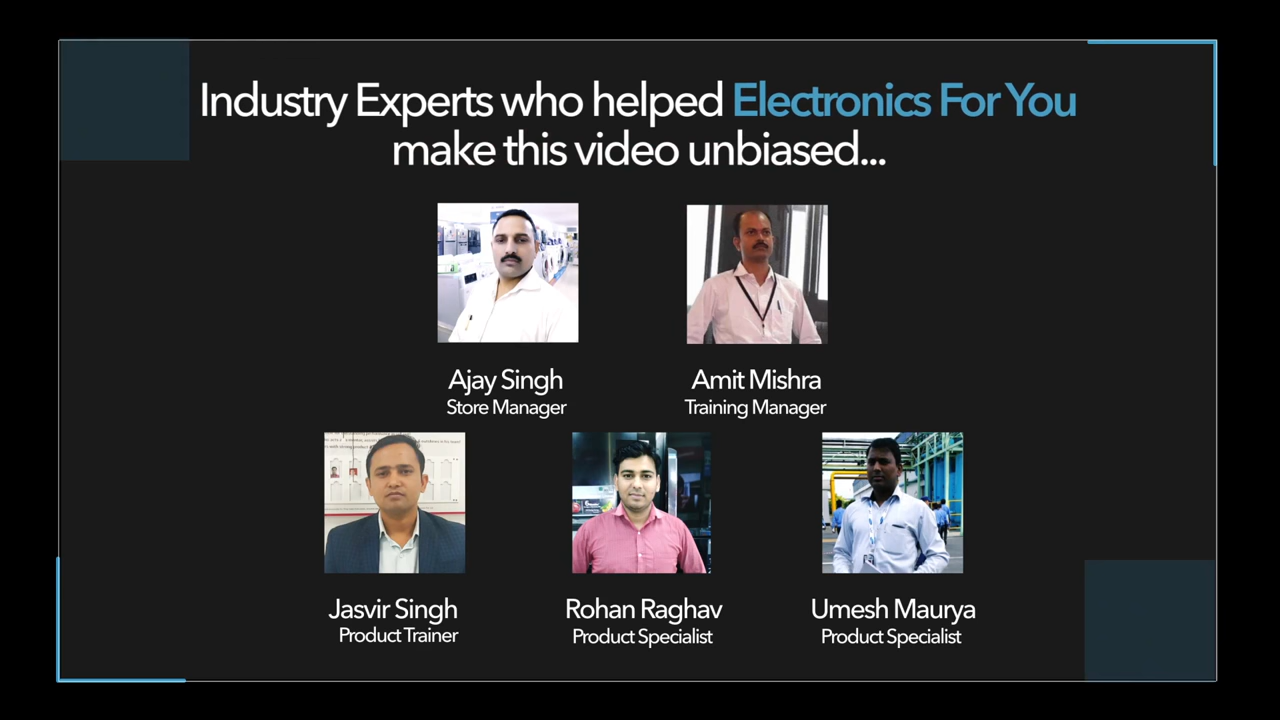 Industry Experts who helped Electronics For You
make this video unbiased...
Ajay Singh
Store Manager
Amit Mishra
Training Manager
Jasvir Singh
Product Trainer
Rohan Raghav
Product Specialist
Umesh Maurya
Product Specialist